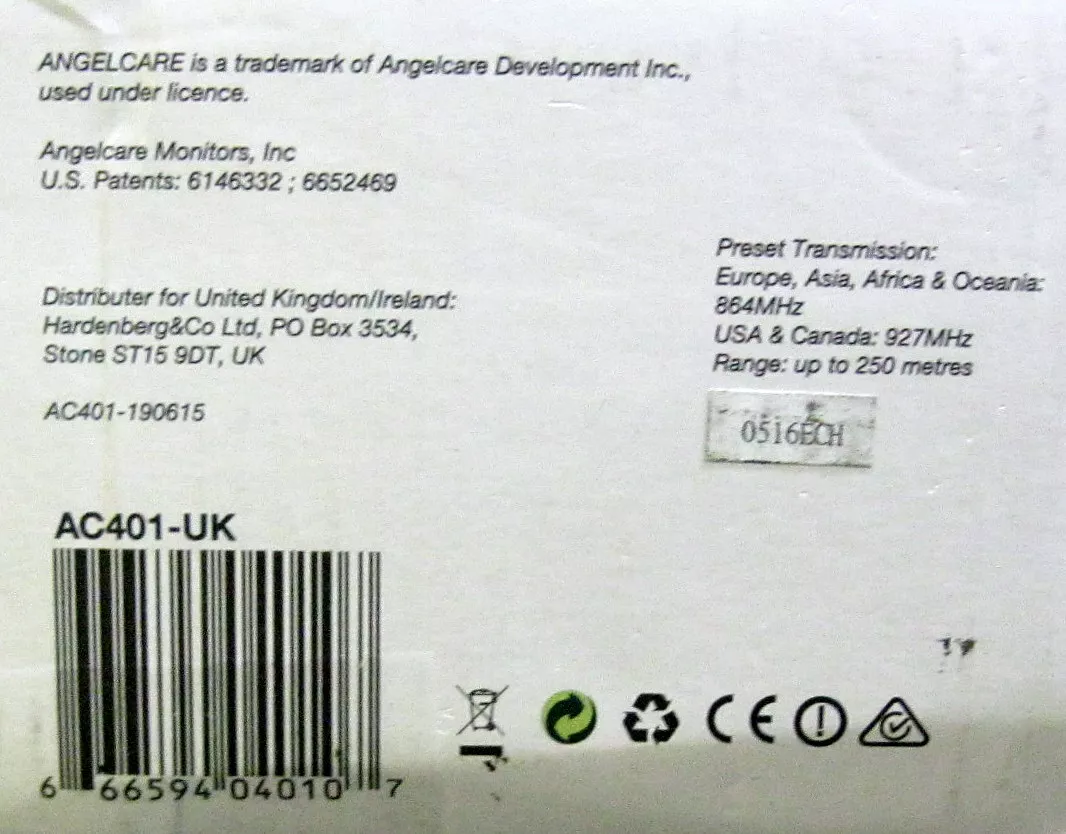 ANGELCARE is a trademark of Angelcare Development Inc.,
used under licence.
Angelcare Monitors, Inc
U.S. Patents: 6146332 ; 6652469
Distributer for United Kingdom/Ireland:
Hardenberg&Co Ltd, PO Box 3534,
Stone ST15 9DT, UK
AC401-190615
Preset Transmission:
Europe, Asia, Africa & Oceania:
864MHz
USA & Canada: 927MHz
Range: up to 250 metres
0516ECH
AC401-UK
6 66594 04010 7
CE